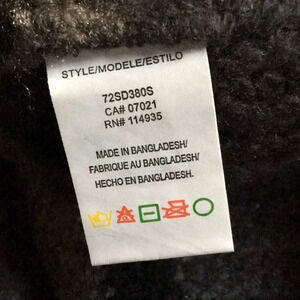 STYLE/MODELE/ESTILO
72SD380S
CA# 07021
RN# 114935
MADE IN BANGLADESH/
FABRIQUE AU BANGLADESH/
HECHO EN BANGLADESH.